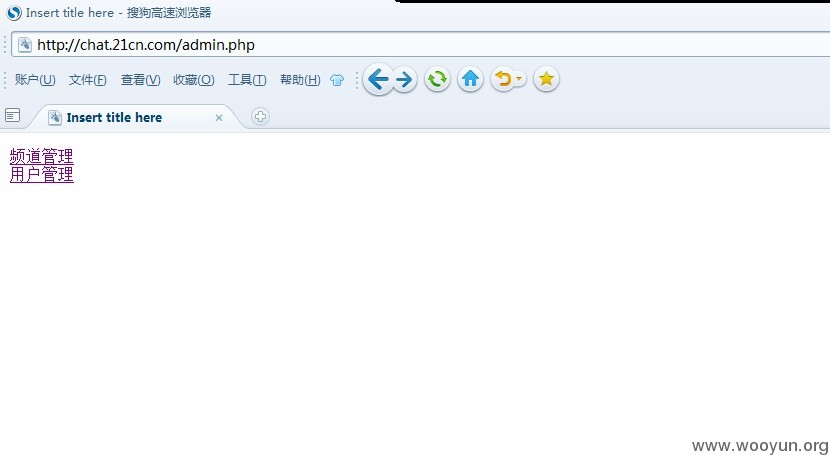 Insert title here - 搜狗高速浏览器
http://chat.21cn.com/admin.php
账户(U) 文件(F) 查看(V) 收藏(O) 工具(T) 帮助(H)
Insert title here
频道管理
用户管理
www.wooyun.org